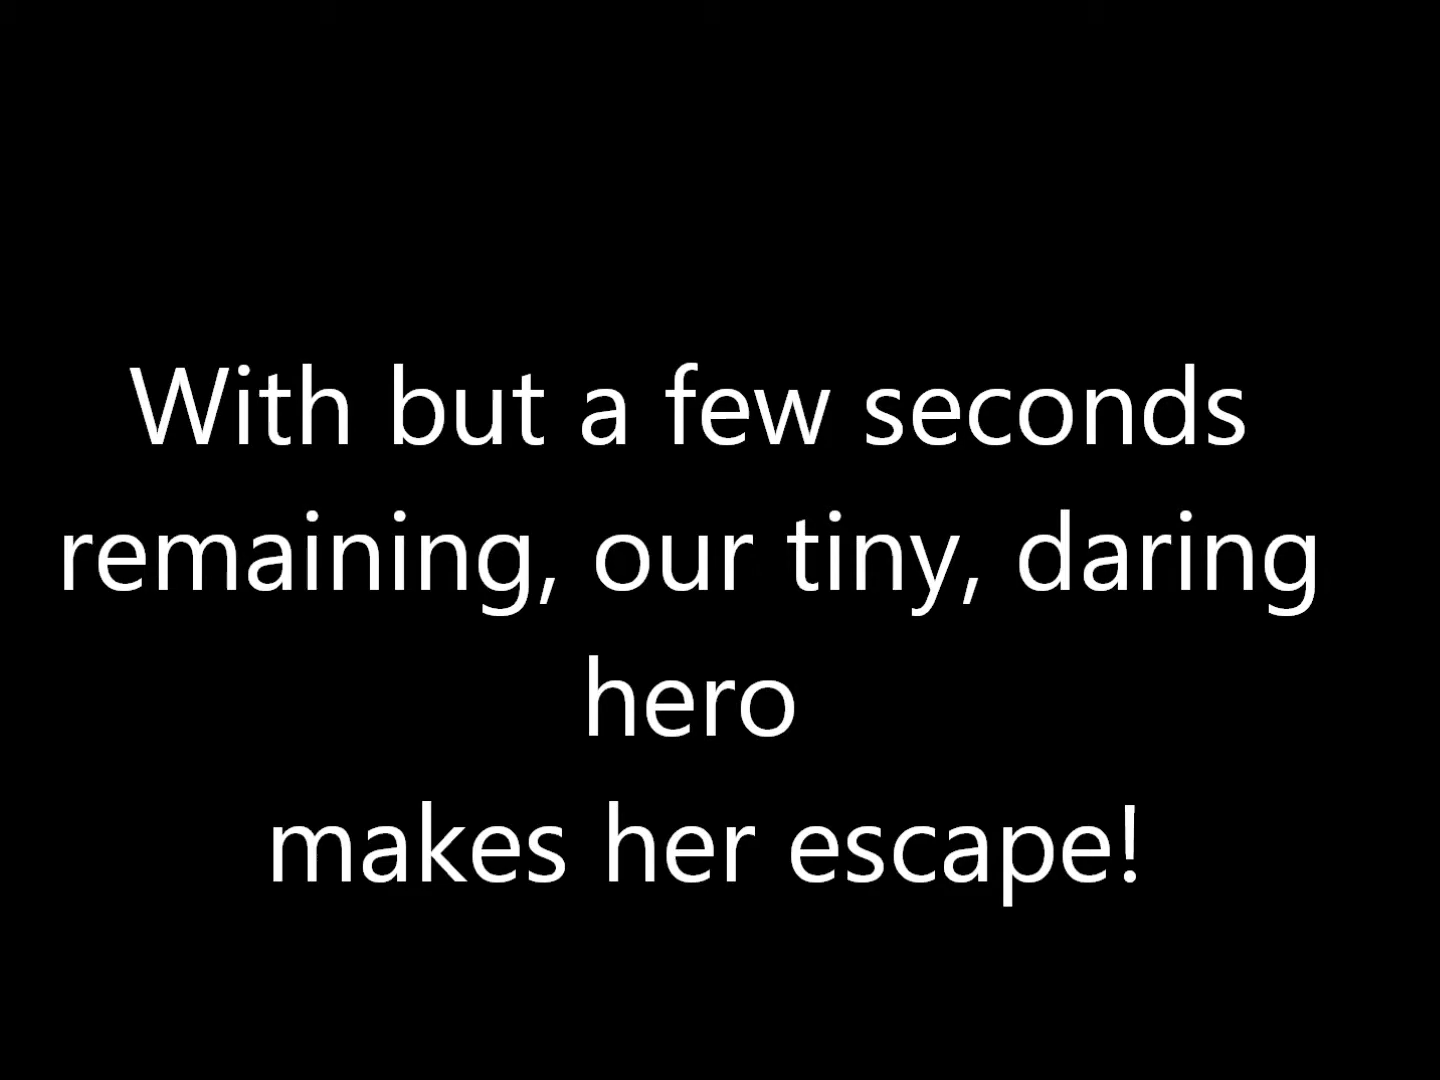 With but a few seconds
remaining, our tiny, daring
hero
makes her escape!